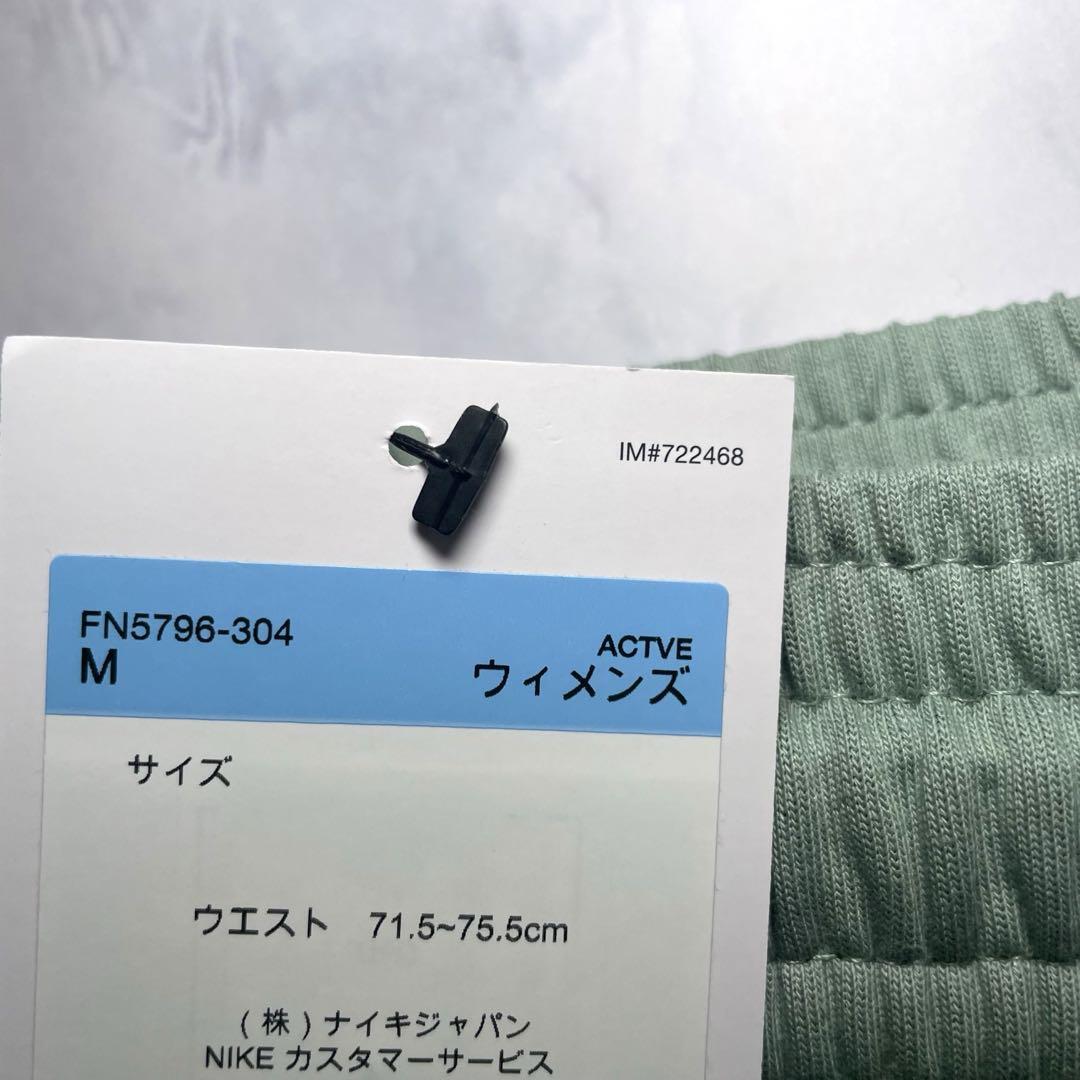 IM#722468
FN5796-304
M
ACTVE
ウィメンズ
サイズ
ウエスト 71.5~75.5cm
(株)ナイキジャパン
NIKE カスタマーサービス